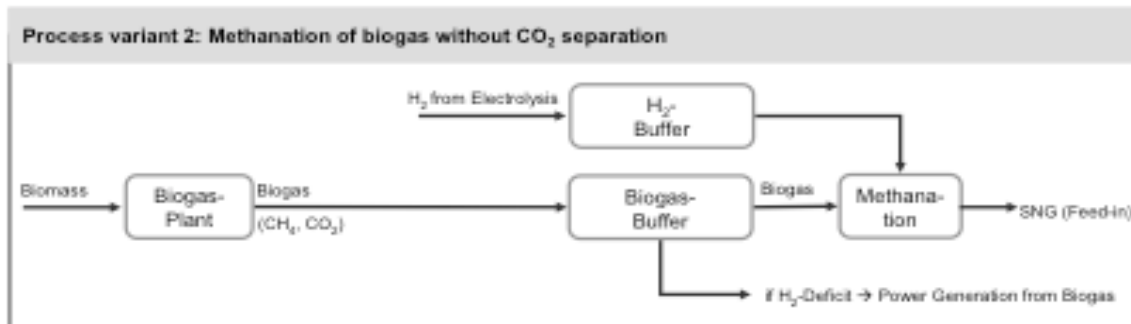 Process variant 2: Methanation of biogas without CO₂ separation
H₂ from Electrolysis
H₂-
Buffer
Biomass
Biogas-
Plant
Biogas
(CH₄, CO₂)
Biogas-
Buffer
Biogas
Methana-
tion
SNG (Feed-in)
if H₂-Deficit → Power Generation from Biogas